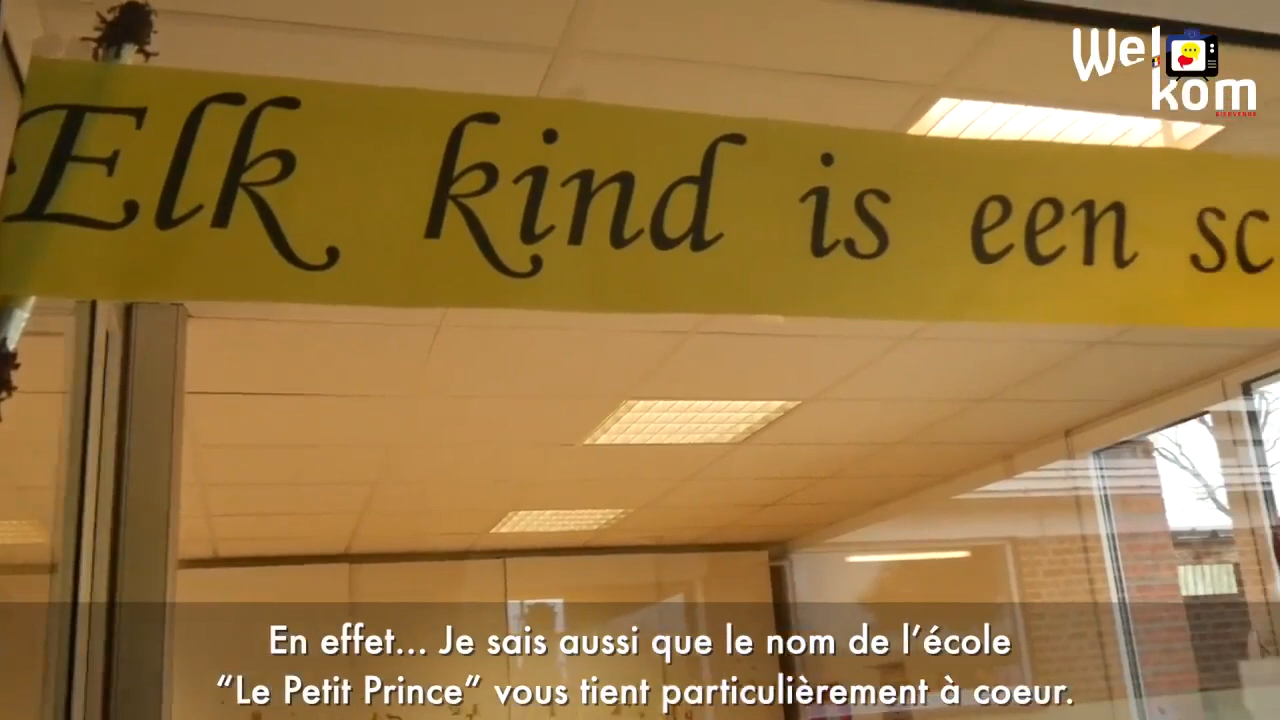 Wel
kom
BIENVENUE
Elk kind is een sc
En effet... Je sais aussi que le nom de l'école
“Le Petit Prince” vous tient particulièrement à coeur.